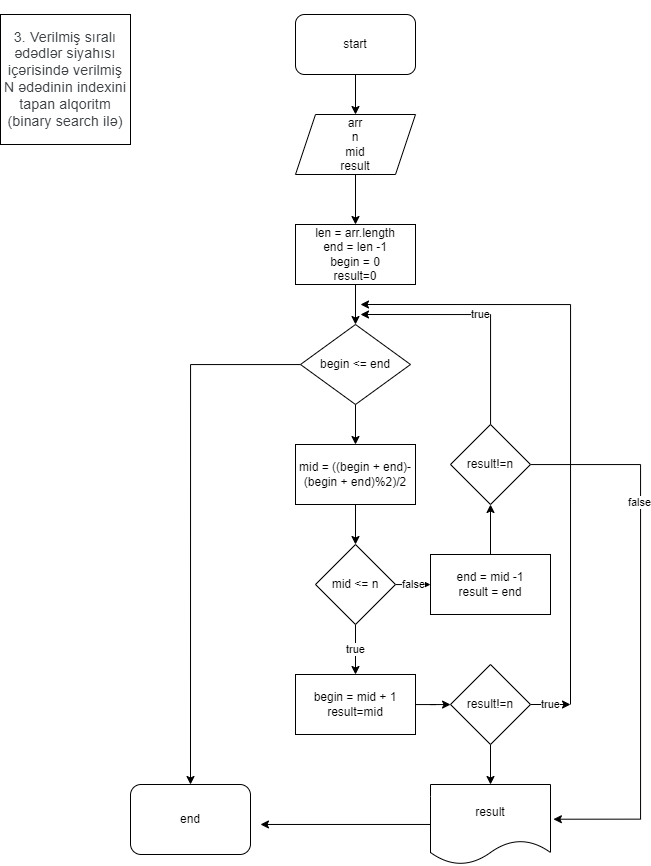 3. Verilmiş sıralı
ədədlər siyahısı
içərisində verilmiş
N ədədinin indexini
tapan alqoritm
(binary search ilə)
start
arr
n
mid
result
len = arr.length
end = len -1
begin = 0
result=0
true
begin <= end
mid = ((begin + end)-
(begin + end)%2)/2
result!=n
false
mid <= n
false
end = mid -1
result = end
true
begin = mid + 1
result=mid
result!=n
true
end
result